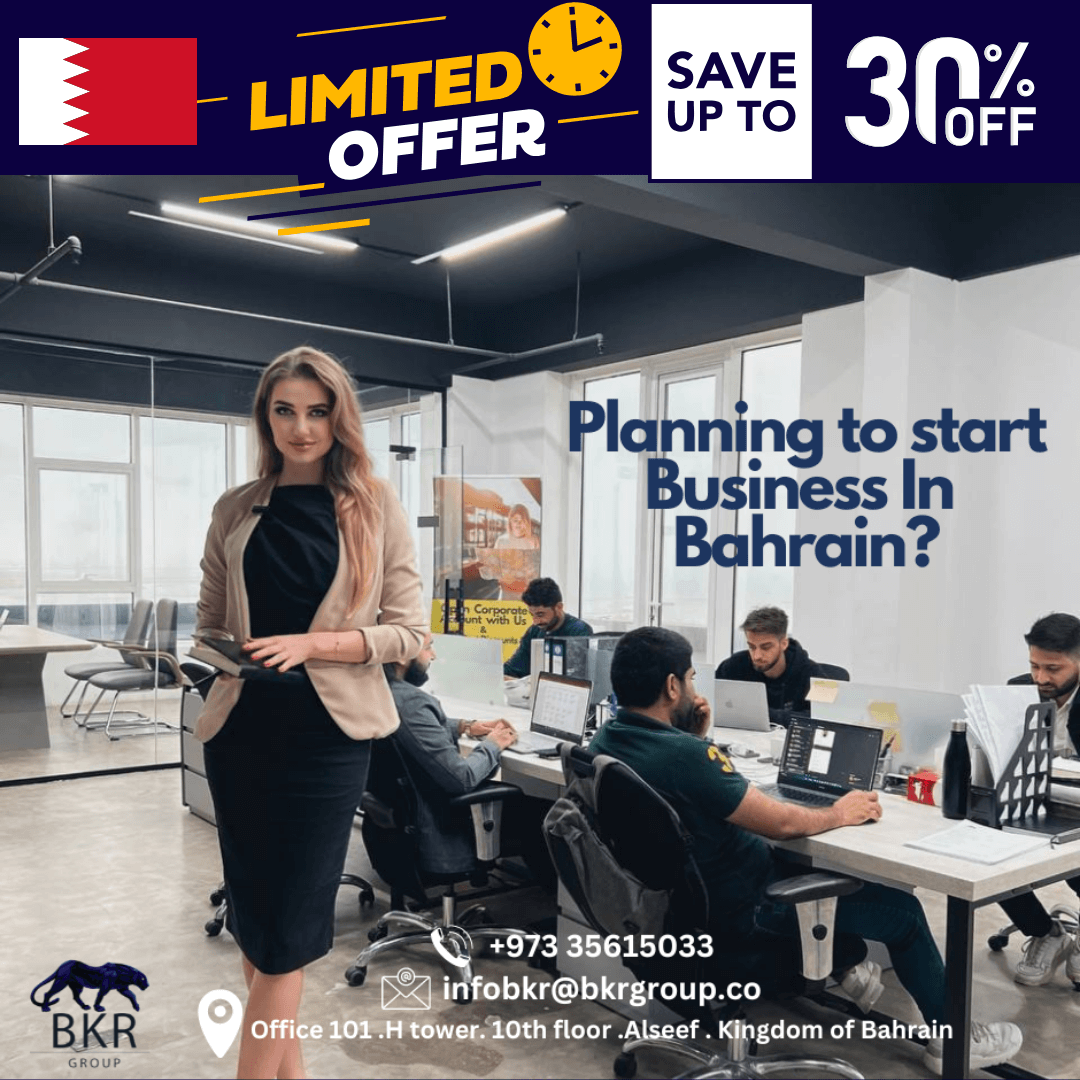 LIMITED
OFFER
SAVE
UP TO
30%
OFF
Planning to start
Business In
Bahrain?
Open Corporate
Account with Us
&
+973 35615033
infobkr@bkrgroup.co
Office 101 .H tower. 10th floor .Alseef . Kingdom of Bahrain
BKR
GROUP